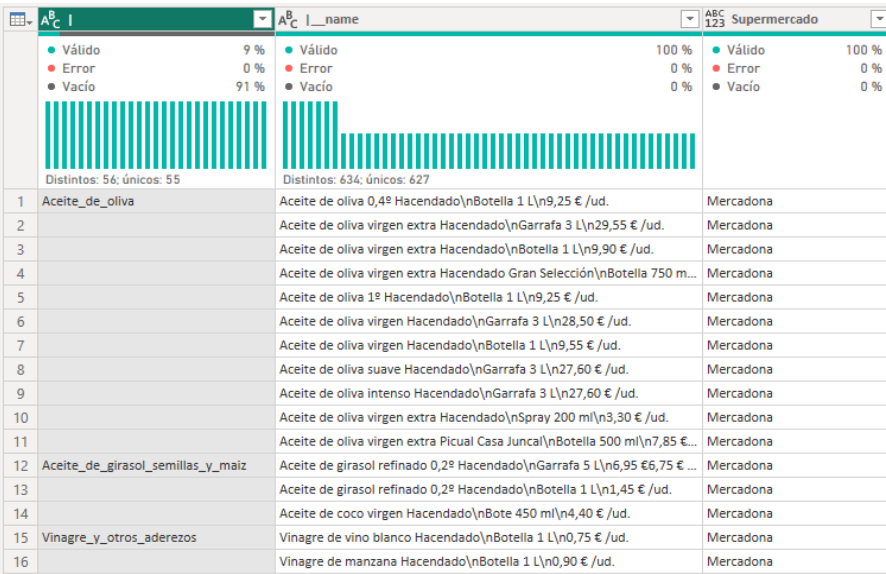 ABC | ABC |__name ABC123 Supermercado
Válido 9 % Válido 100 % Válido 100 %
Error 0 % Error 0 % Error 0 %
Vacío 91 % Vacío 0 % Vacío 0 %
Distintos: 56; únicos: 55 Distintos: 634; únicos: 627
1 Aceite_de_oliva Aceite de oliva 0,4º Hacendado\nBotella 1 L\n9,25 € /ud. Mercadona
2 Aceite de oliva virgen extra Hacendado\nGarrafa 3 L\n29,55 € /ud. Mercadona
3 Aceite de oliva virgen extra Hacendado\nBotella 1 L\n9,90 € /ud. Mercadona
4 Aceite de oliva virgen extra Hacendado Gran Selección\nBotella 750 m... Mercadona
5 Aceite de oliva 1º Hacendado\nBotella 1 L\n9,25 € /ud. Mercadona
6 Aceite de oliva virgen Hacendado\nGarrafa 3 L\n28,50 € /ud. Mercadona
7 Aceite de oliva virgen Hacendado\nBotella 1 L\n9,55 € /ud. Mercadona
8 Aceite de oliva suave Hacendado\nGarrafa 3 L\n27,60 € /ud. Mercadona
9 Aceite de oliva intenso Hacendado\nGarrafa 3 L\n27,60 € /ud. Mercadona
10 Aceite de oliva virgen extra Hacendado\nSpray 200 ml\n3,30 € /ud. Mercadona
11 Aceite de oliva virgen extra Picual Casa Juncal\nBotella 500 ml\n7,85 €... Mercadona
12 Aceite_de_girasol_semillas_y_maiz Aceite de girasol refinado 0,2º Hacendado\nGarrafa 5 L\n6,95 €6,75 € ... Mercadona
13 Aceite de girasol refinado 0,2º Hacendado\nBotella 1 L\n1,45 € /ud. Mercadona
14 Aceite de coco virgen Hacendado\nBote 450 ml\n4,40 € /ud. Mercadona
15 Vinagre_y_otros_aderezos Vinagre de vino blanco Hacendado\nBotella 1 L\n0,75 € /ud. Mercadona
16 Vinagre de manzana Hacendado\nBotella 1 L\n0,90 € /ud. Mercadona